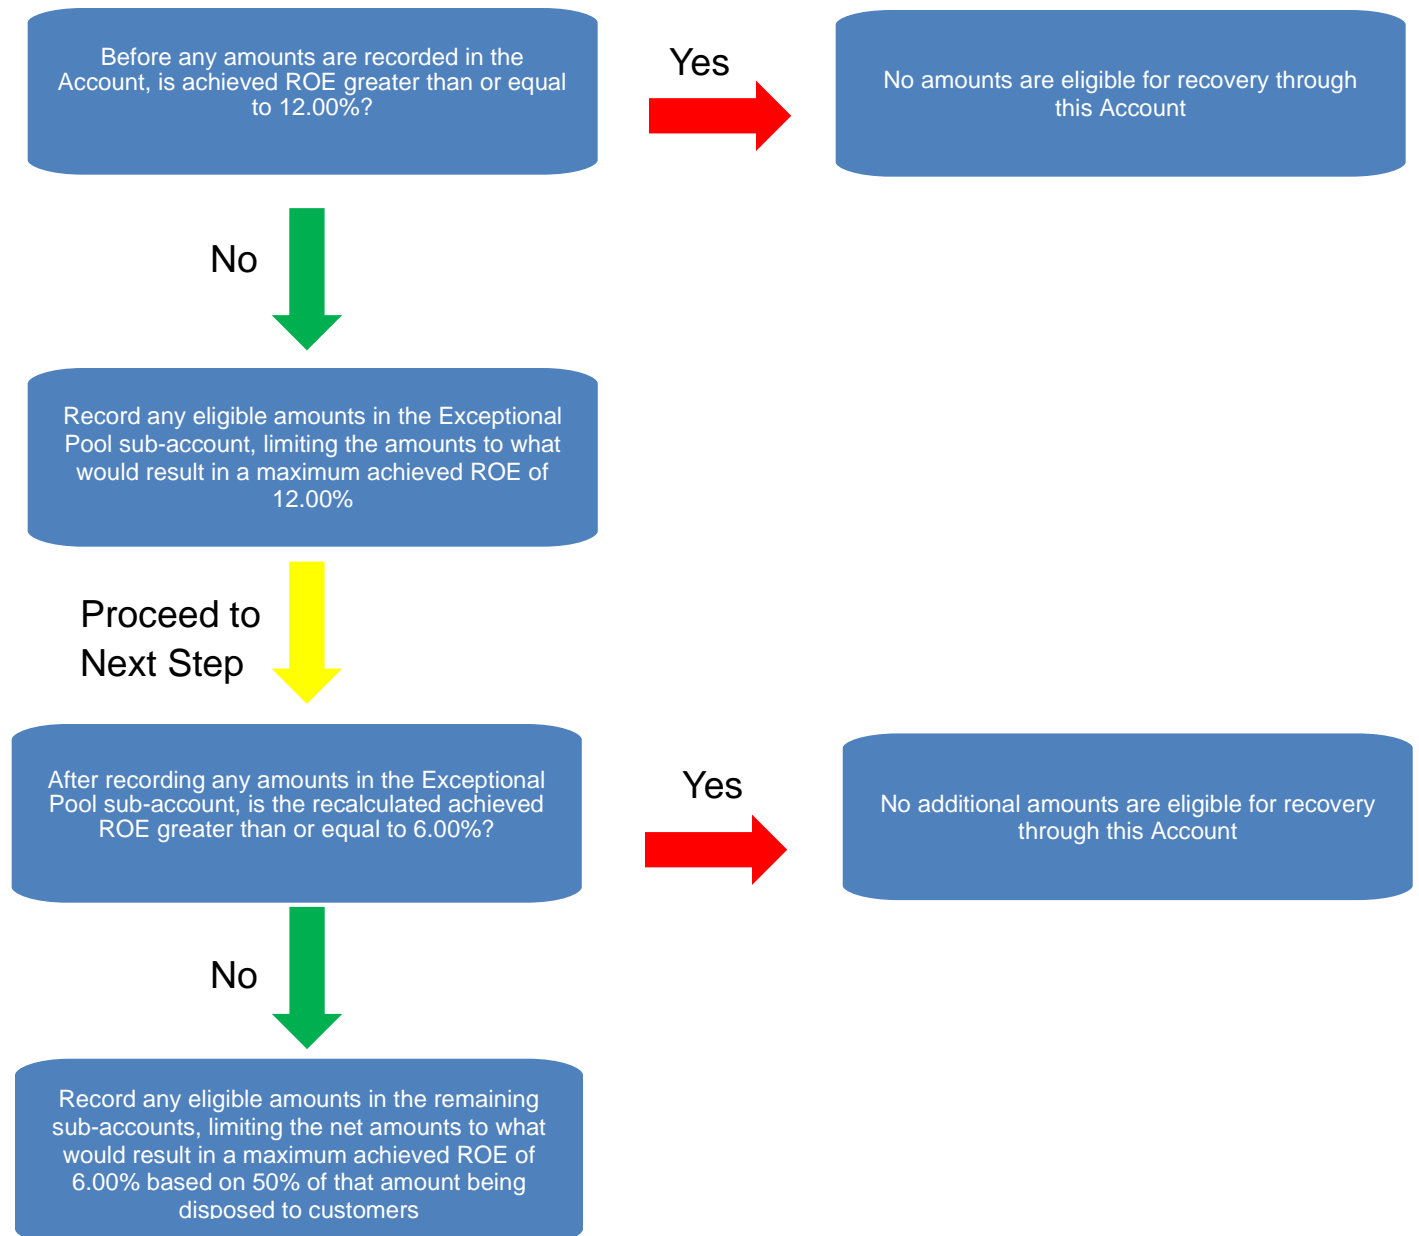 Before any amounts are recorded in the
Account, is achieved ROE greater than or equal
to 12.00%?
Yes
No amounts are eligible for recovery through
this Account
No
Record any eligible amounts in the Exceptional
Pool sub-account, limiting the amounts to what
would result in a maximum achieved ROE of
12.00%
Proceed to
Next Step
After recording any amounts in the Exceptional
Pool sub-account, is the recalculated achieved
ROE greater than or equal to 6.00%?
Yes
No additional amounts are eligible for recovery
through this Account
No
Record any eligible amounts in the remaining
sub-accounts, limiting the net amounts to what
would result in a maximum achieved ROE of
6.00% based on 50% of that amount being
disposed to customers